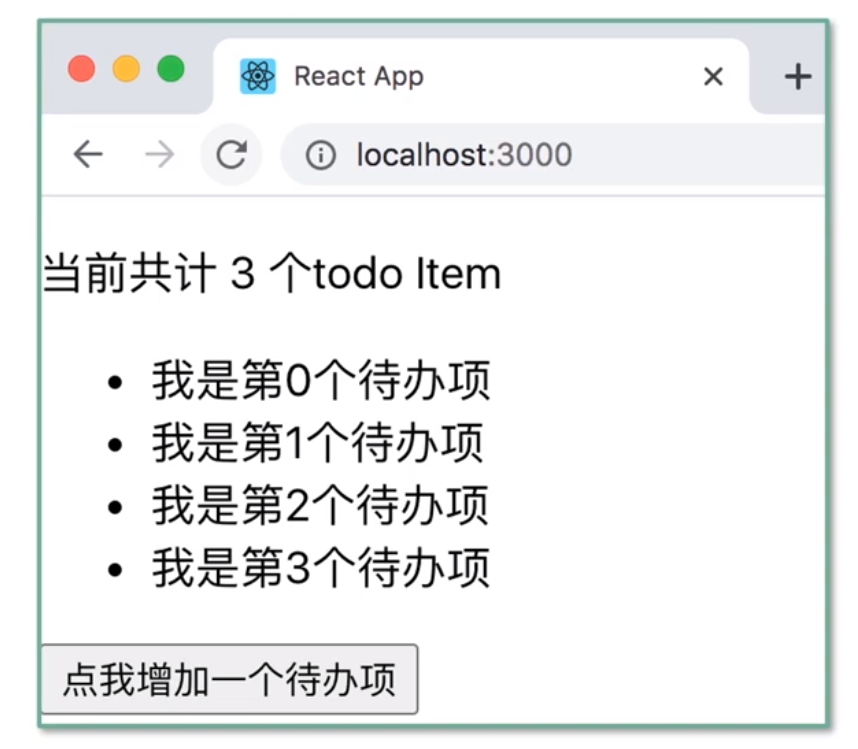 React App
localhost:3000
当前共计 3 个todo Item
我是第0个待办项
我是第1个待办项
我是第2个待办项
我是第3个待办项
点我增加一个待办项